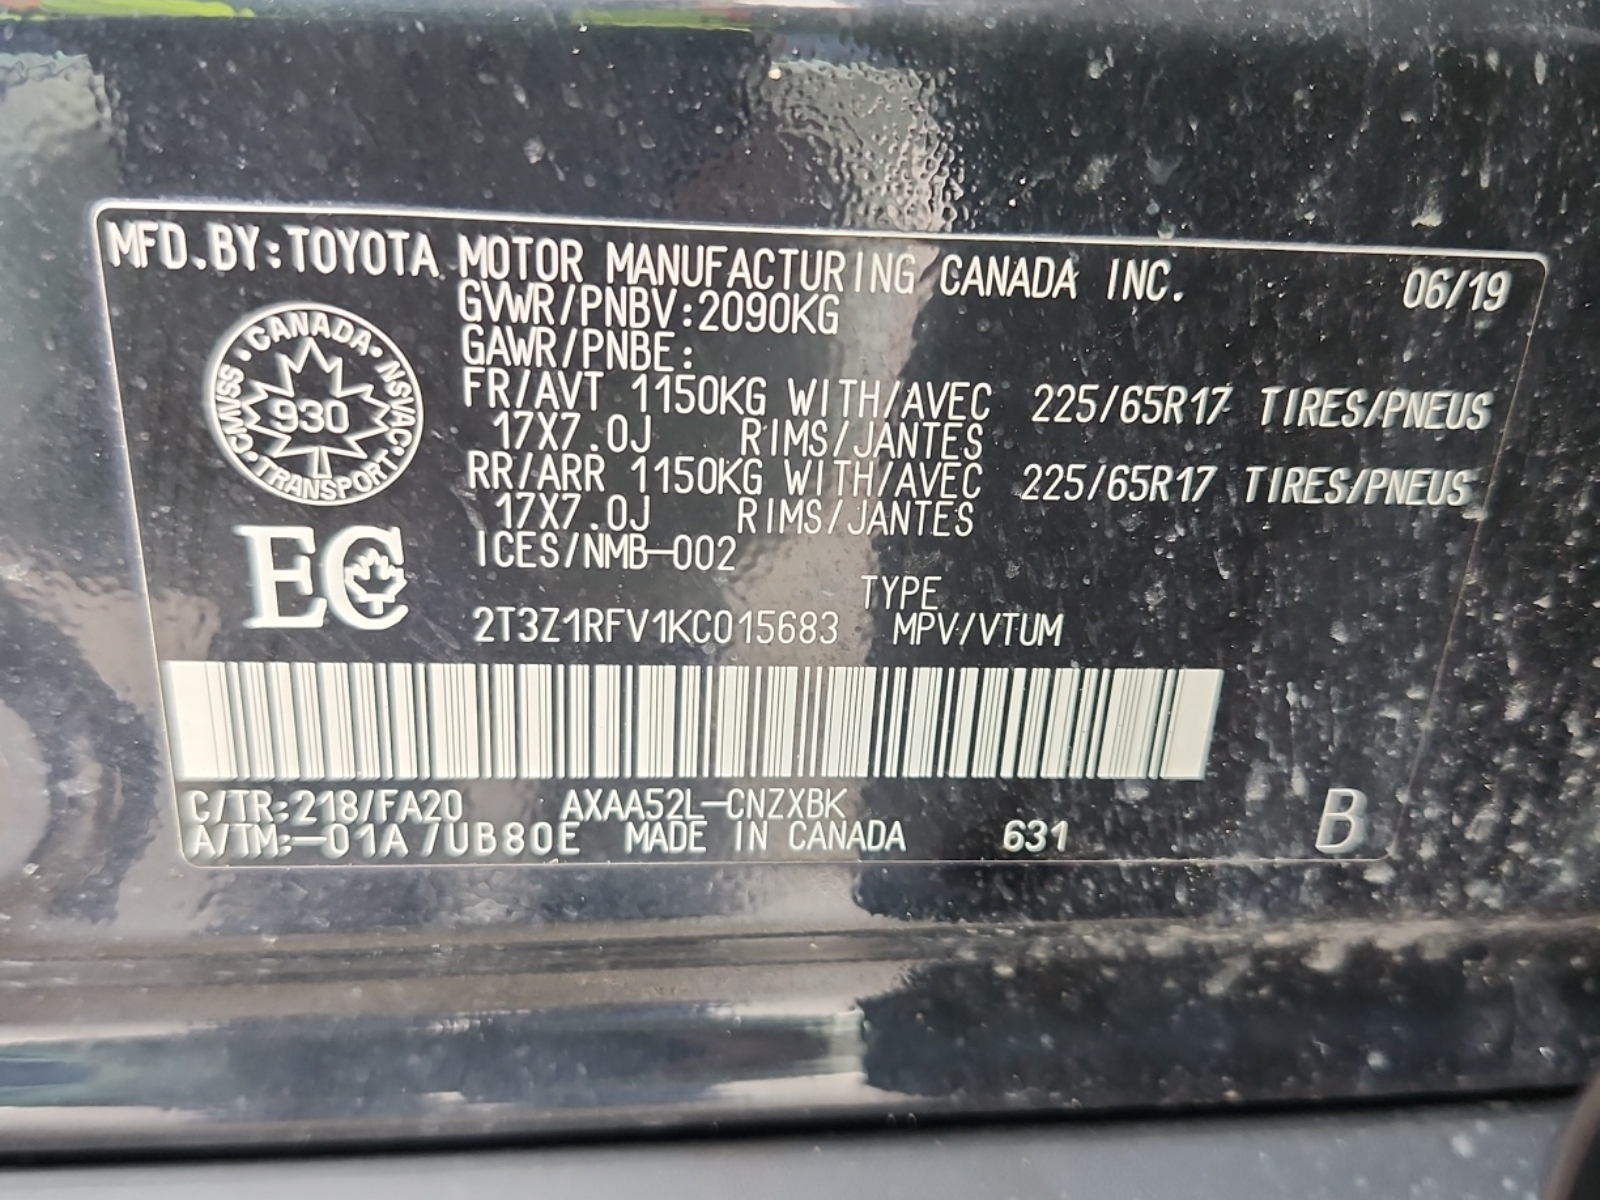 MFD.BY:TOYOTA MOTOR MANUFACTURING CANADA INC. 06/19
GVWR/PNBV:2090KG
GAWR/PNBE:
FR/AVT 1150KG WITH/AVEC 225/65R17 TIRES/PNEUS
17X7.0J RIMS/JANTES
RR/ARR 1150KG WITH/AVEC 225/65R17 TIRES/PNEUS
17X7.0J RIMS/JANTES
ICES/NMB-002
CANADA · NSVAC · TRANSPORT · CMVSS
930
EC
TYPE
2T3Z1RFV1KC015683 MPV/VTUM
C/TR:218/FA20 AXAA52L-CNZXBK
A/TM:-01A/UB80E MADE IN CANADA 631 B